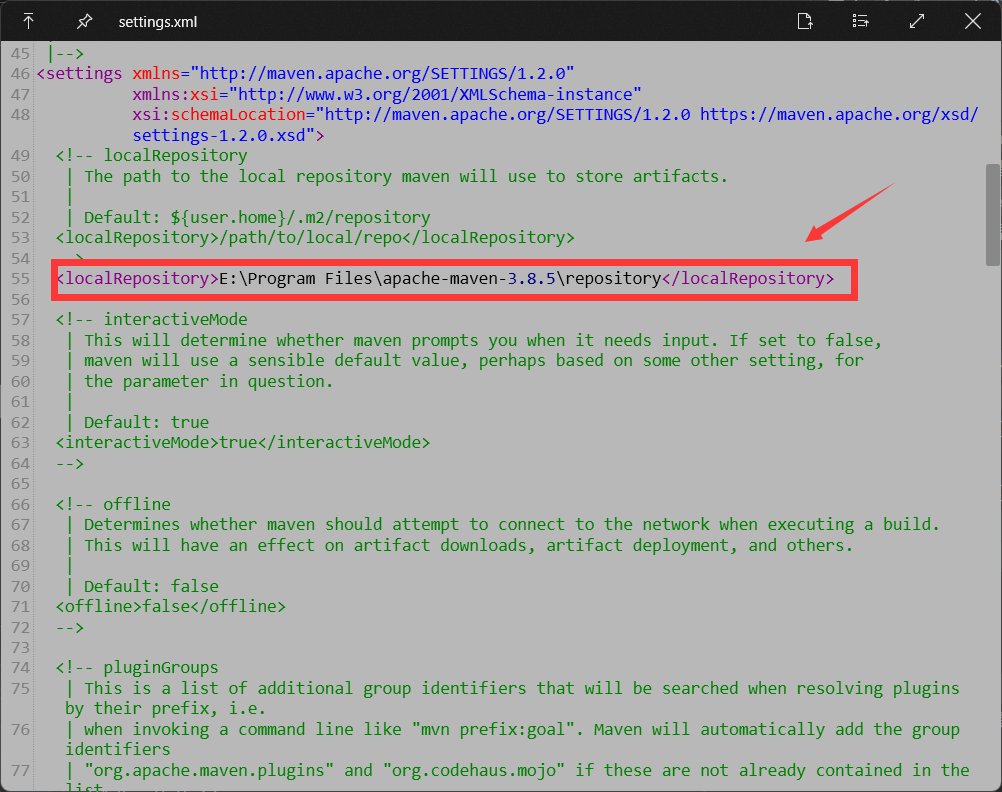 settings.xml
45 |-->
46 <settings xmlns="http://maven.apache.org/SETTINGS/1.2.0"
47 xmlns:xsi="http://www.w3.org/2001/XMLSchema-instance"
48 xsi:schemaLocation="http://maven.apache.org/SETTINGS/1.2.0 https://maven.apache.org/xsd/
settings-1.2.0.xsd">
49 <!-- localRepository
50 | The path to the local repository maven will use to store artifacts.
51 |
52 | Default: ${user.home}/.m2/repository
53 <localRepository>/path/to/local/repo</localRepository>
54 >
55 <localRepository>E:\Program Files\apache-maven-3.8.5\repository</localRepository>
56
57 <!-- interactiveMode
58 | This will determine whether maven prompts you when it needs input. If set to false,
59 | maven will use a sensible default value, perhaps based on some other setting, for
60 | the parameter in question.
61 |
62 | Default: true
63 <interactiveMode>true</interactiveMode>
64 -->
65
66 <!-- offline
67 | Determines whether maven should attempt to connect to the network when executing a build.
68 | This will have an effect on artifact downloads, artifact deployment, and others.
69 |
70 | Default: false
71 <offline>false</offline>
72 -->
73
74 <!-- pluginGroups
75 | This is a list of additional group identifiers that will be searched when resolving plugins
by their prefix, i.e.
76 | when invoking a command line like "mvn prefix:goal". Maven will automatically add the group
identifiers
77 | "org.apache.maven.plugins" and "org.codehaus.mojo" if these are not already contained in the
list